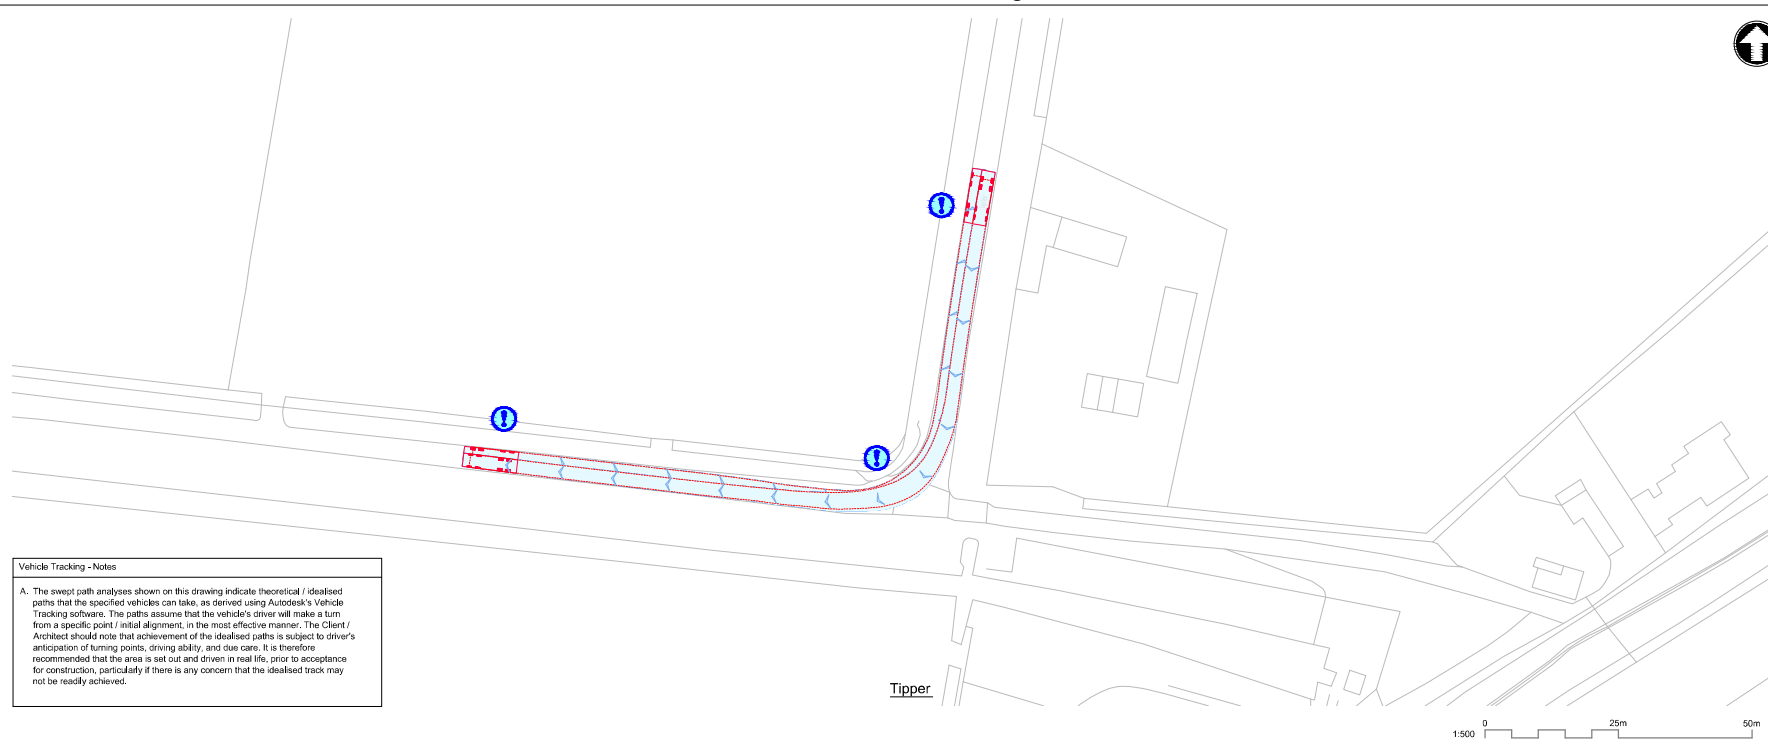 Vehicle Tracking - Notes
A. The swept path analyses shown on this drawing indicate theoretical / idealised
paths that the specified vehicles can take, as derived using Autodesk's Vehicle
Tracking software. The paths assume that the vehicle's driver will make a turn
from a specific point / initial alignment, in the most effective manner. The Client /
Architect should note that achievement of the idealised paths is subject to driver's
anticipation of turning points, driving ability, and due care. It is therefore
recommended that the area is set out and driven in real life, prior to acceptance
for construction, particularly if there is any concern that the idealised track may
not be readily achieved.
Tipper
1:500
0 25m 50m